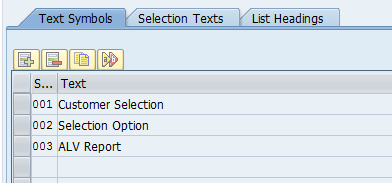 Text Symbols Selection Texts List Headings
S... Text
001 Customer Selection
002 Selection Option
003 ALV Report